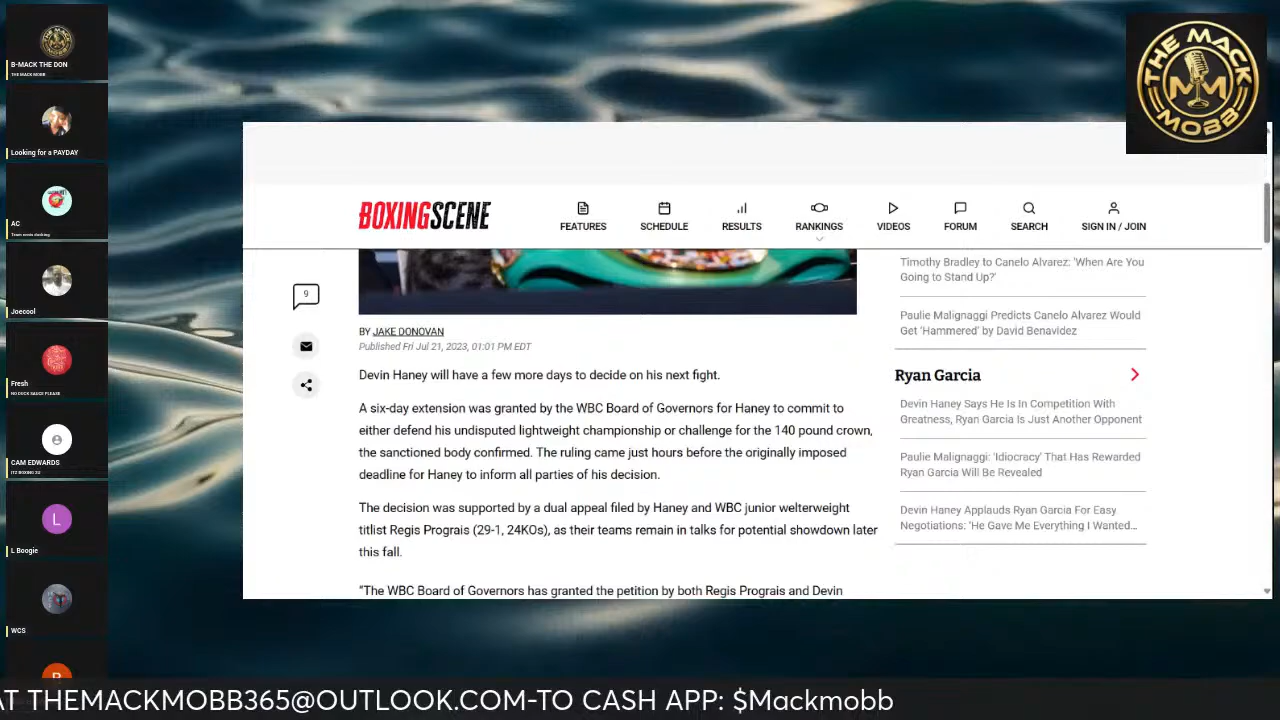 B-MACK THE DON
THE MACK MOBB
Looking for a PAYDAY
AC
Joecool
Fresh
NO DUCK SAUCE PLEASE
CAM EDWARDS
ITZ BOXING 2U
L
L Boogie
WCS
THE MACK
MM
MOBB
BOXINGSCENE
FEATURES
SCHEDULE
RESULTS
RANKINGS
VIDEOS
FORUM
SEARCH
SIGN IN / JOIN
9
BY JAKE DONOVAN
Published Fri Jul 21, 2023, 01:01 PM EDT
Devin Haney will have a few more days to decide on his next fight.
A six-day extension was granted by the WBC Board of Governors for Haney to commit to
either defend his undisputed lightweight championship or challenge for the 140 pound crown,
the sanctioned body confirmed. The ruling came just hours before the originally imposed
deadline for Haney to inform all parties of his decision.
The decision was supported by a dual appeal filed by Haney and WBC junior welterweight
titlist Regis Prograis (29-1, 24KOs), as their teams remain in talks for potential showdown later
this fall.
“The WBC Board of Governors has granted the petition by both Regis Prograis and Devin
Timothy Bradley to Canelo Alvarez: 'When Are You
Going to Stand Up?'
Paulie Malignaggi Predicts Canelo Alvarez Would
Get 'Hammered' by David Benavidez
Ryan Garcia
Devin Haney Says He Is In Competition With
Greatness, Ryan Garcia Is Just Another Opponent
Paulie Malignaggi: 'Idiocracy' That Has Rewarded
Ryan Garcia Will Be Revealed
Devin Haney Applauds Ryan Garcia For Easy
Negotiations: 'He Gave Me Everything I Wanted...
AT THEMACKMOBB365@OUTLOOK.COM-TO CASH APP: $Mackmobb